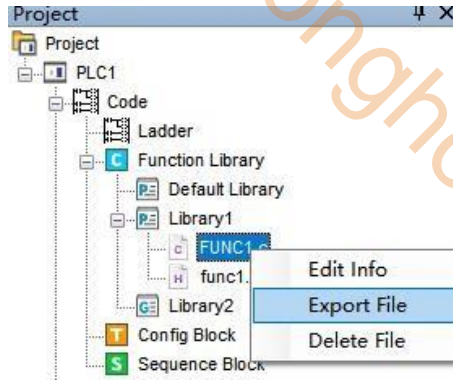 Project
Project
PLC1
Code
Ladder
Function Library
Default Library
Library1
FUNC1.c
func1.
Library2
Config Block
Sequence Block
Edit Info
Export File
Delete File